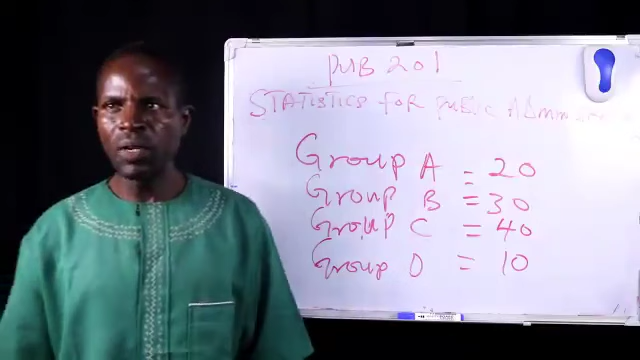 PUB 201
STATISTICS FOR PUBLIC
Group A = 20
Group B = 30
Group C = 40
Group D = 10